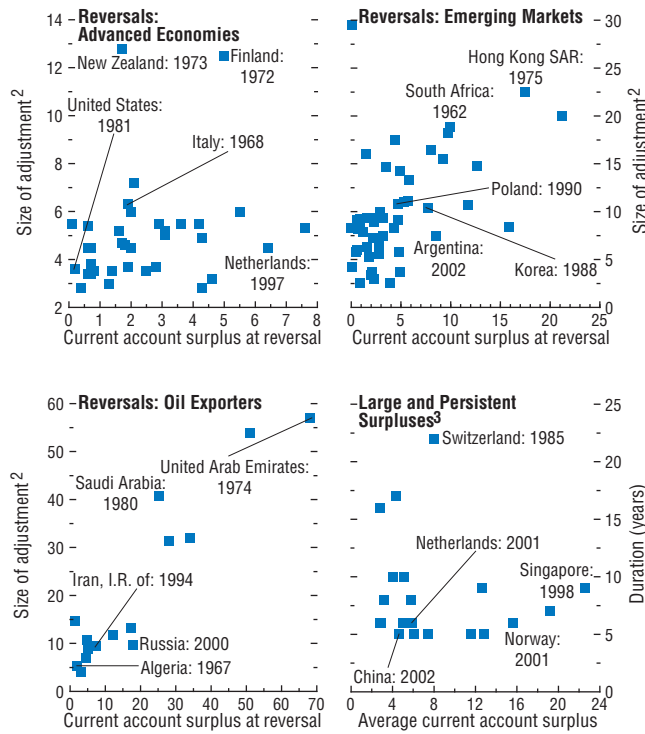 Reversals:
Advanced Economies
14
12
10
8
6
4
2
0 1 2 3 4 5 6 7 8
Size of adjustment2
Current account surplus at reversal
New Zealand: 1973
Finland:
1972
United States:
1981
Italy: 1968
Netherlands:
1997
Reversals: Emerging Markets
30
25
20
15
10
5
0
0 5 10 15 20 25
Size of adjustment2
Current account surplus at reversal
Hong Kong SAR:
1975
South Africa:
1962
Poland: 1990
Argentina:
2002
Korea: 1988
Reversals: Oil Exporters
60
50
40
30
20
10
0
0 10 20 30 40 50 60 70
Size of adjustment2
Current account surplus at reversal
United Arab Emirates:
1974
Saudi Arabia:
1980
Iran, I.R. of: 1994
Russia: 2000
Algeria: 1967
Large and Persistent
Surpluses3
25
20
15
10
5
0
0 4 8 12 16 20 24
Duration (years)
Average current account surplus
Switzerland: 1985
Netherlands: 2001
Singapore:
1998
Norway:
2001
China: 2002